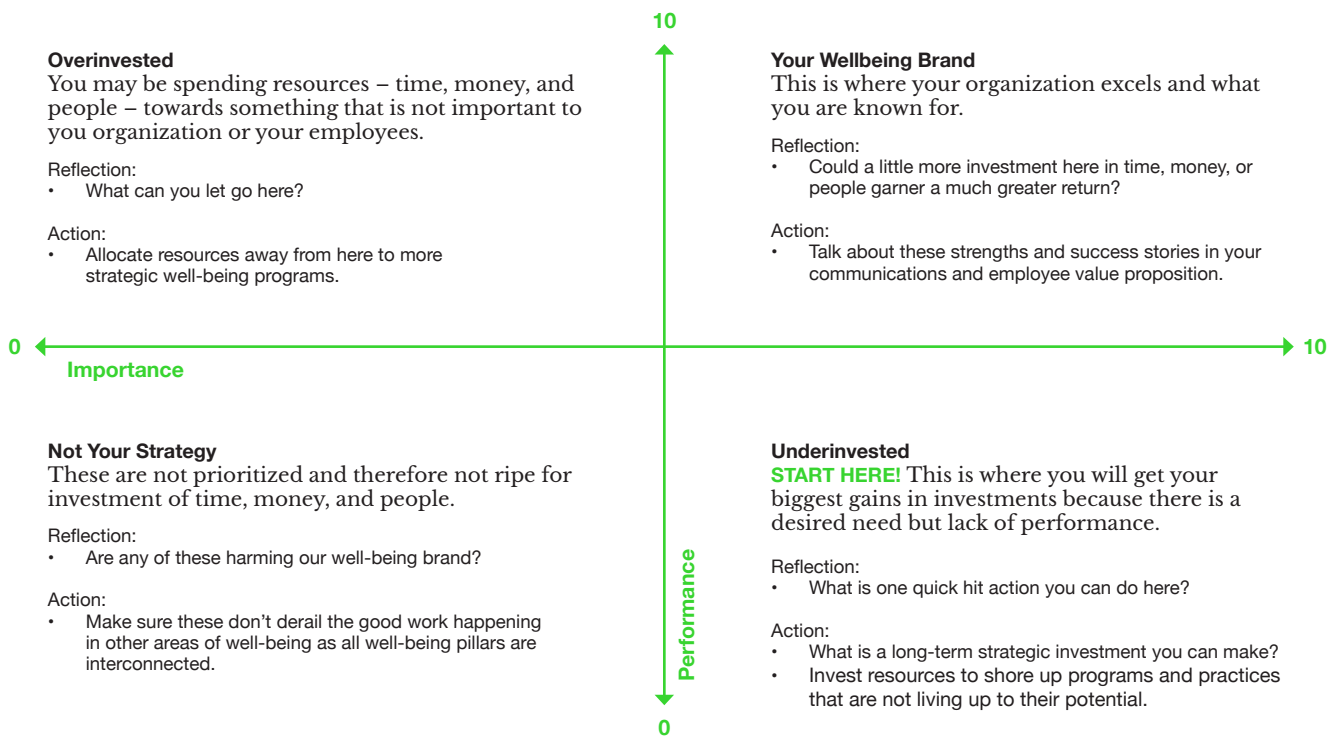 10
Overinvested
You may be spending resources – time, money, and
people – towards something that is not important to
you organization or your employees.
Reflection:
• What can you let go here?
Action:
• Allocate resources away from here to more
strategic well-being programs.
Your Wellbeing Brand
This is where your organization excels and what
you are known for.
Reflection:
• Could a little more investment here in time, money, or
people garner a much greater return?
Action:
• Talk about these strengths and success stories in your
communications and employee value proposition.
0
10
Importance
Not Your Strategy
These are not prioritized and therefore not ripe for
investment of time, money, and people.
Reflection:
• Are any of these harming our well-being brand?
Action:
• Make sure these don’t derail the good work happening
in other areas of well-being as all well-being pillars are
interconnected.
Performance
Underinvested
START HERE! This is where you will get your
biggest gains in investments because there is a
desired need but lack of performance.
Reflection:
• What is one quick hit action you can do here?
Action:
• What is a long-term strategic investment you can make?
• Invest resources to shore up programs and practices
that are not living up to their potential.
0